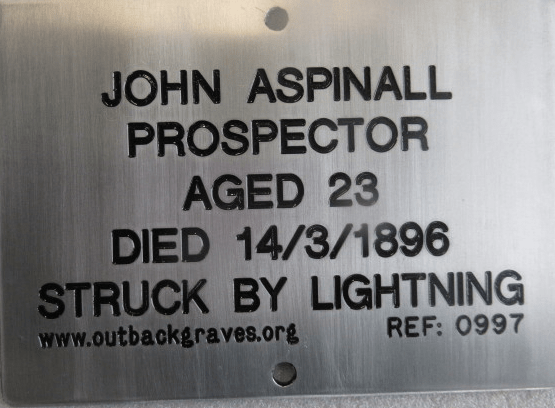 JOHN ASPINALL
PROSPECTOR
AGED 23
DIED 14/3/1896
STRUCK BY LIGHTNING
www.outbackgraves.org REF: 0997